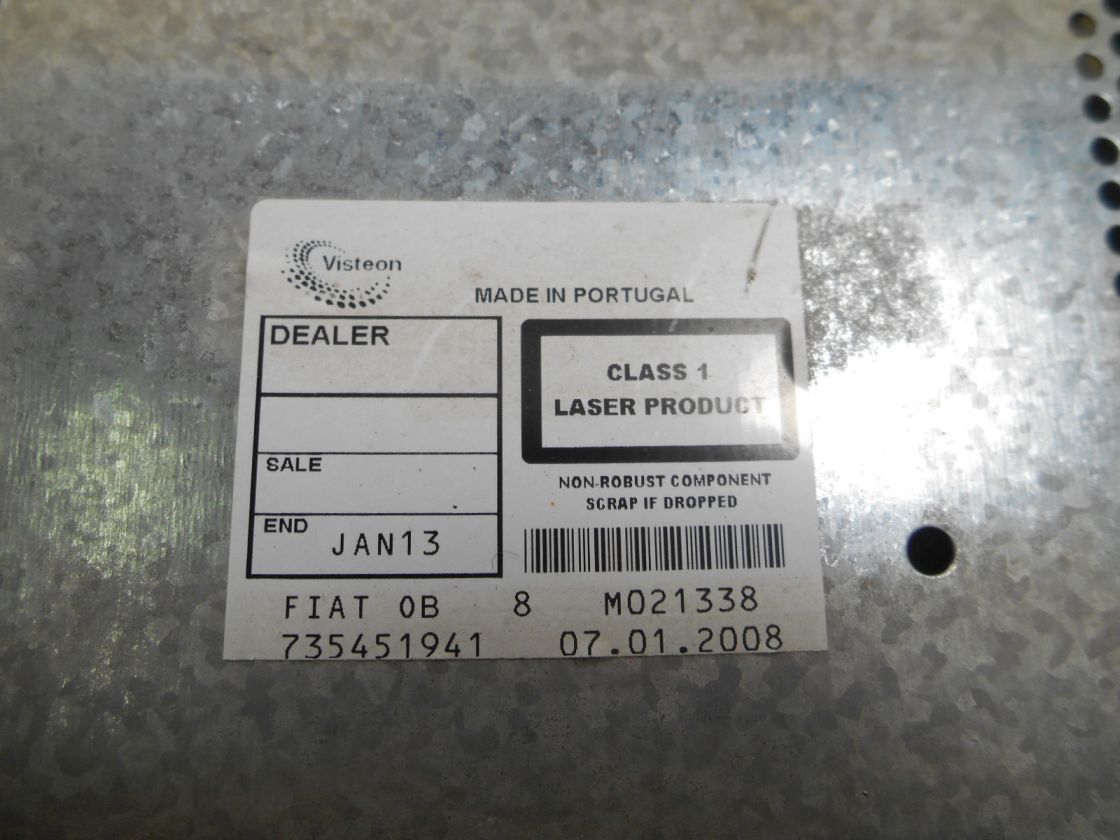 Visteon
MADE IN PORTUGAL
DEALER
CLASS 1
LASER PRODUCT
SALE
NON-ROBUST COMPONENT
SCRAP IF DROPPED
END JAN13
FIAT 0B 8 M021338
735451941 07.01.2008